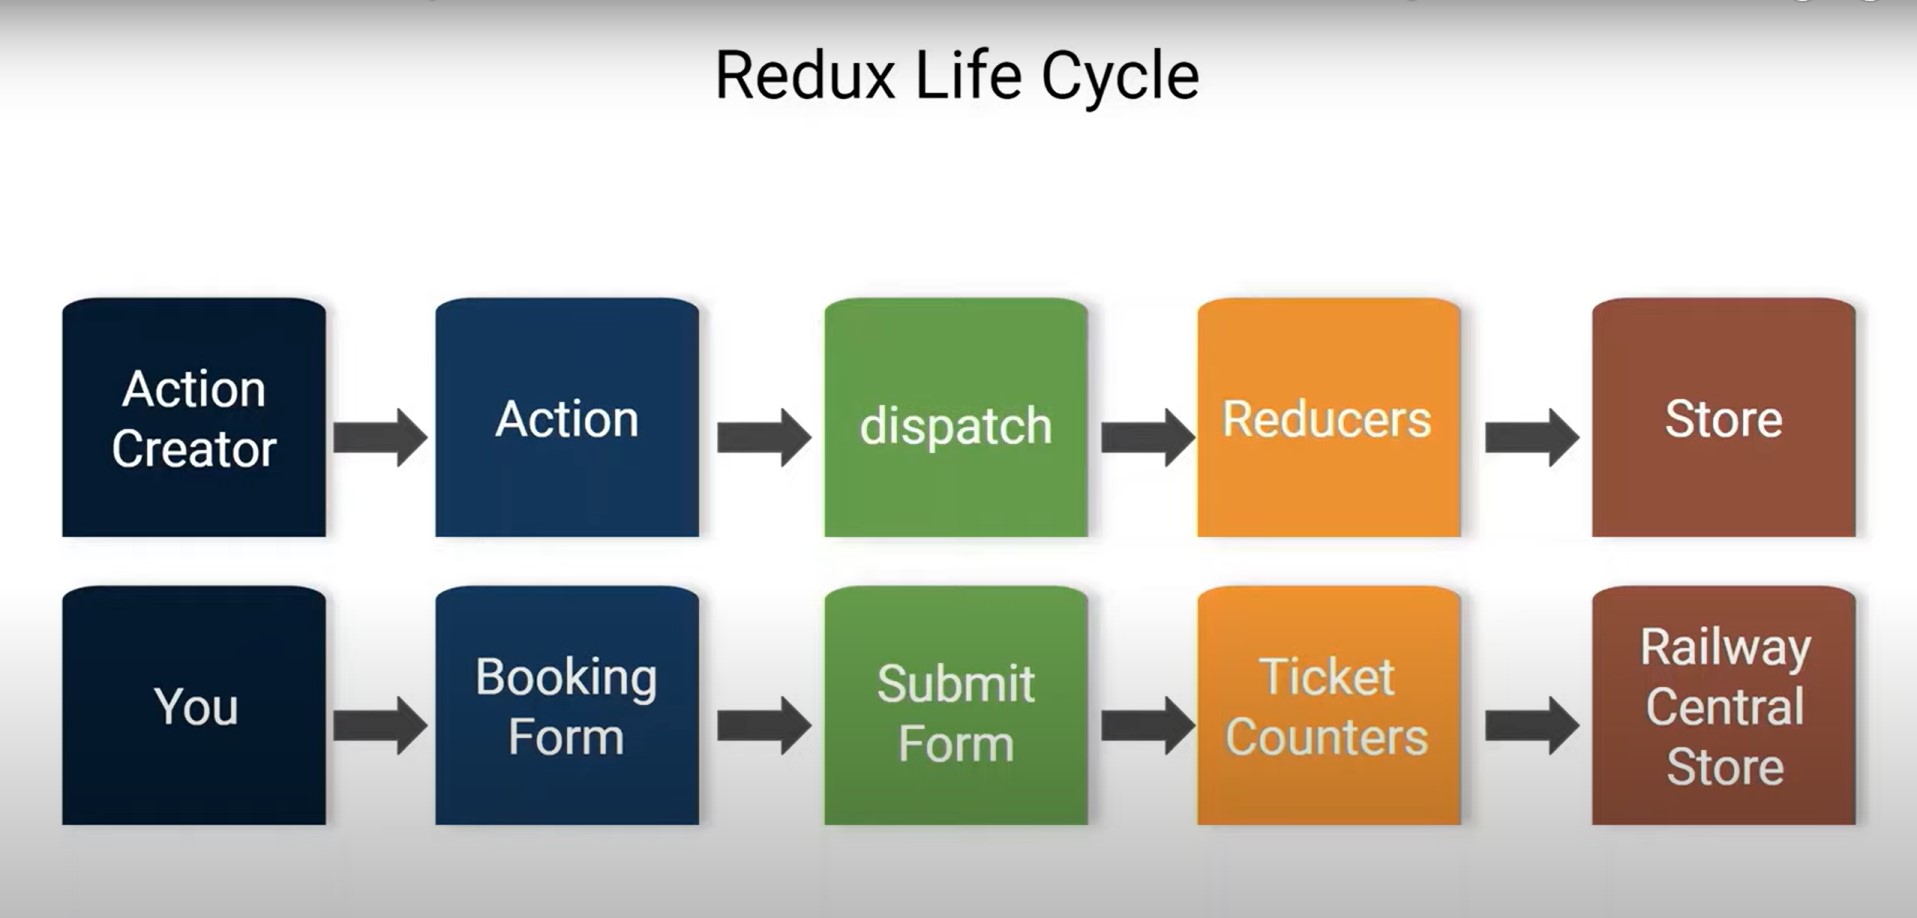 Redux Life Cycle
Action
Creator
Action
dispatch
Reducers
Store
You
Booking
Form
Submit
Form
Ticket
Counters
Railway
Central
Store